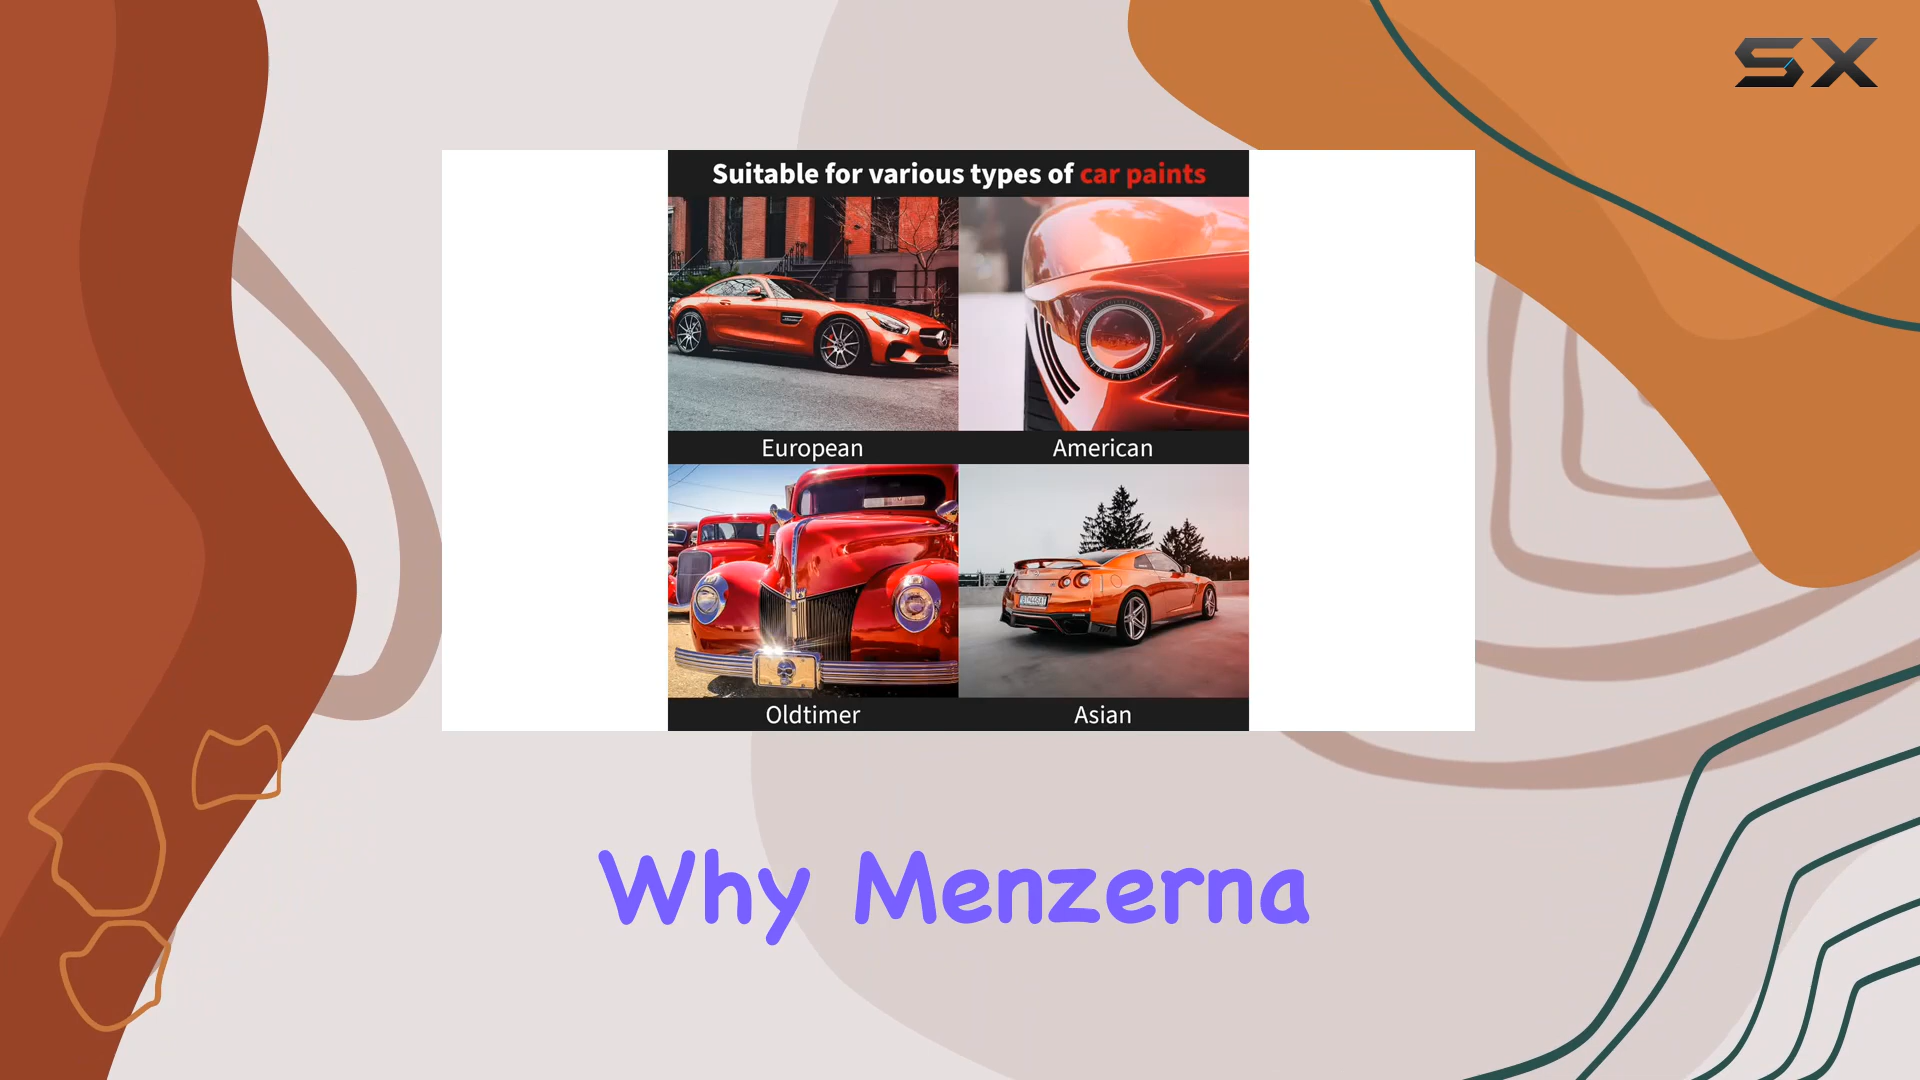 SX
Suitable for various types of car paints
European American
Oldtimer Asian
Why Menzerna